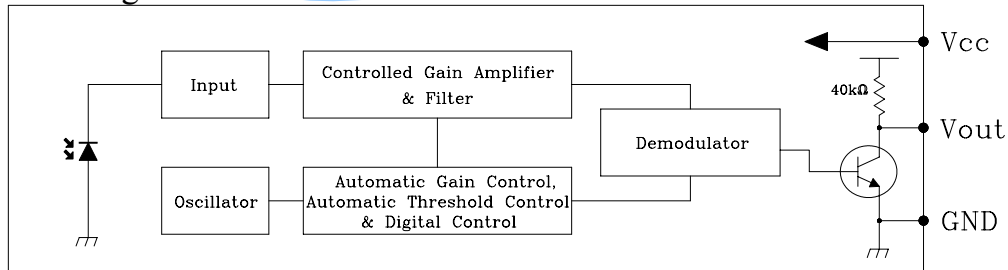 Vcc
Input
Controlled Gain Amplifier
& Filter
40kΩ
Vout
Demodulator
Oscillator
Automatic Gain Control,
Automatic Threshold Control
& Digital Control
GND